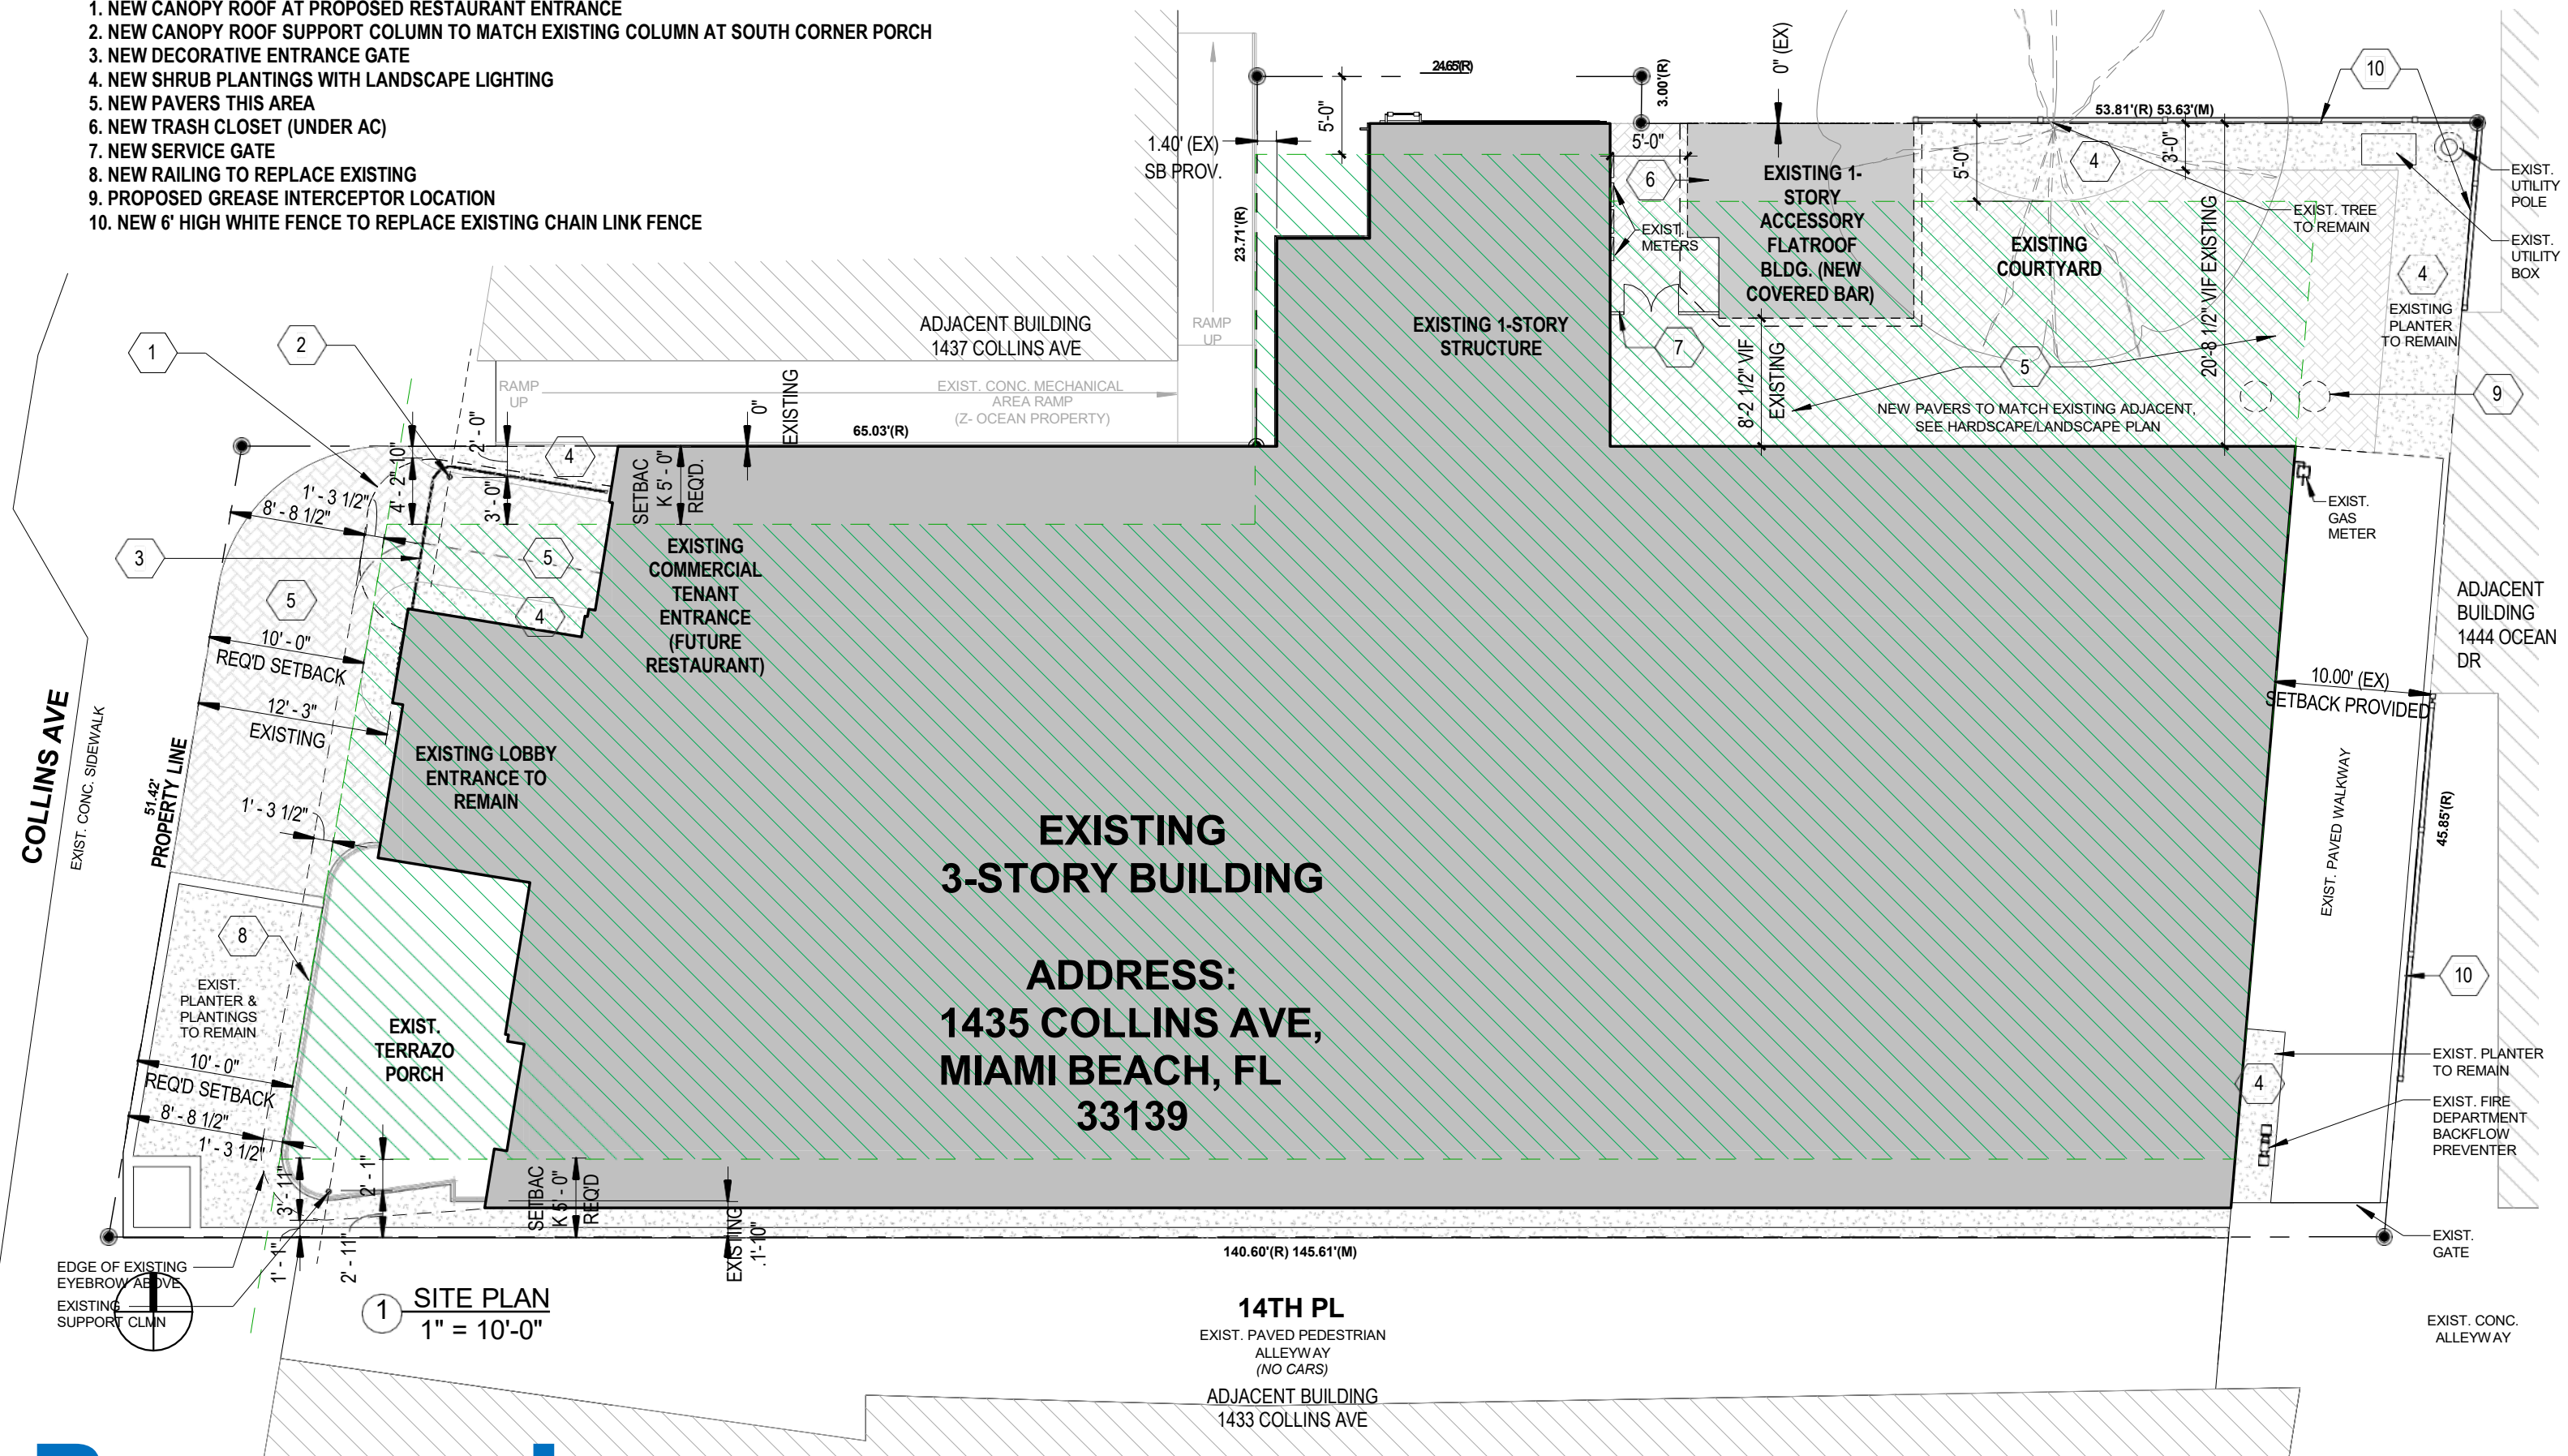 1. NEW CANOPY ROOF AT PROPOSED RESTAURANT ENTRANCE
2. NEW CANOPY ROOF SUPPORT COLUMN TO MATCH EXISTING COLUMN AT SOUTH CORNER PORCH
3. NEW DECORATIVE ENTRANCE GATE
4. NEW SHRUB PLANTINGS WITH LANDSCAPE LIGHTING
5. NEW PAVERS THIS AREA
6. NEW TRASH CLOSET (UNDER AC)
7. NEW SERVICE GATE
8. NEW RAILING TO REPLACE EXISTING
9. PROPOSED GREASE INTERCEPTOR LOCATION
10. NEW 6' HIGH WHITE FENCE TO REPLACE EXISTING CHAIN LINK FENCE
24.65'(R)
3.00'(R)
0" (EX)
53.81'(R) 53.63'(M)
10
5'-0"
1.40' (EX)
SB PROV.
23.71'(R)
5'-0"
6
EXIST.
METERS
7
EXISTING 1-
STORY
ACCESSORY
FLATROOF
BLDG. (NEW
COVERED BAR)
5'-0"
4
3'-0"
EXISTING
COURTYARD
20'-8 1/2" VIF EXISTING
EXIST. TREE
TO REMAIN
EXIST.
UTILITY
POLE
EXIST.
UTILITY
BOX
4
EXISTING
PLANTER
TO REMAIN
5
8'-2 1/2" VIF
EXISTING
NEW PAVERS TO MATCH EXISTING ADJACENT,
SEE HARDSCAPE/LANDSCAPE PLAN
9
EXISTING 1-STORY
STRUCTURE
ADJACENT BUILDING
1437 COLLINS AVE
RAMP
UP
RAMP
UP
EXIST. CONC. MECHANICAL
AREA RAMP
(Z- OCEAN PROPERTY)
0"
EXISTING
65.03'(R)
1
2
3
2'- 0"
10"
4' - 2"
3' - 0"
1' - 3 1/2"
8' - 8 1/2"
4
5
4
5
SETBAC
K 5' - 0"
REQ'D.
EXISTING
COMMERCIAL
TENANT
ENTRANCE
(FUTURE
RESTAURANT)
10' - 0"
REQ'D SETBACK
12' - 3"
EXISTING
EXISTING LOBBY
ENTRANCE TO
REMAIN
COLLINS AVE
EXIST. CONC. SIDEWALK
51.42'
PROPERTY LINE
1' - 3 1/2"
8
EXIST.
PLANTER &
PLANTINGS
TO REMAIN
EXIST.
TERRAZO
PORCH
10' - 0"
REQ'D SETBACK
8' - 8 1/2"
1' - 3 1/2"
3' - 11"
2' - 1"
1' - 1"
2' - 11"
SETBAC
K 5' - 0"
REQ'D
EXISTING
.1'-10"
EXISTING
3-STORY BUILDING
ADDRESS:
1435 COLLINS AVE,
MIAMI BEACH, FL
33139
EXIST.
GAS
METER
ADJACENT
BUILDING
1444 OCEAN
DR
10.00' (EX)
SETBACK PROVIDED
EXIST. PAVED WALKWAY
45.85'(R)
10
4
EXIST. PLANTER
TO REMAIN
EXIST. FIRE
DEPARTMENT
BACKFLOW
PREVENTER
EXIST.
GATE
140.60'(R) 145.61'(M)
EDGE OF EXISTING
EYEBROW ABOVE
EXISTING
SUPPORT CLMN
1
SITE PLAN
1" = 10'-0"
14TH PL
EXIST. PAVED PEDESTRIAN
ALLEYWAY
(NO CARS)
ADJACENT BUILDING
1433 COLLINS AVE
EXIST. CONC.
ALLEYWAY